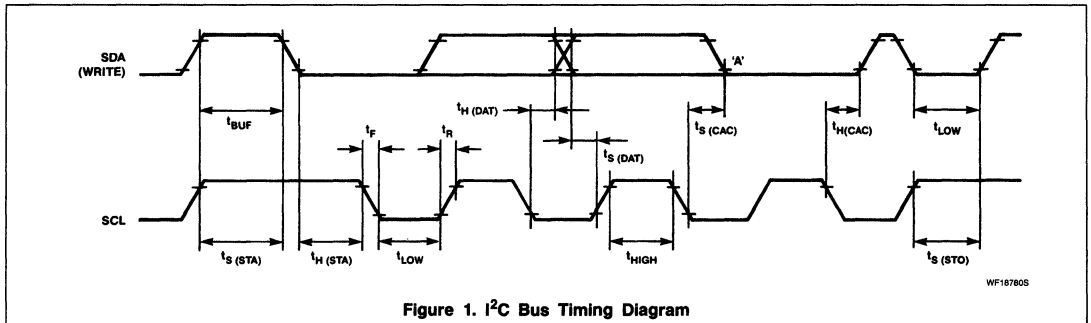 SDA
(WRITE)
'A'
tBUF
tF
tR
tH (DAT)
tS (DAT)
tS (CAC)
tH(CAC)
tLOW
SCL
tS (STA)
tH (STA)
tLOW
tHIGH
tS (STO)
WF18780S
Figure 1. I²C Bus Timing Diagram